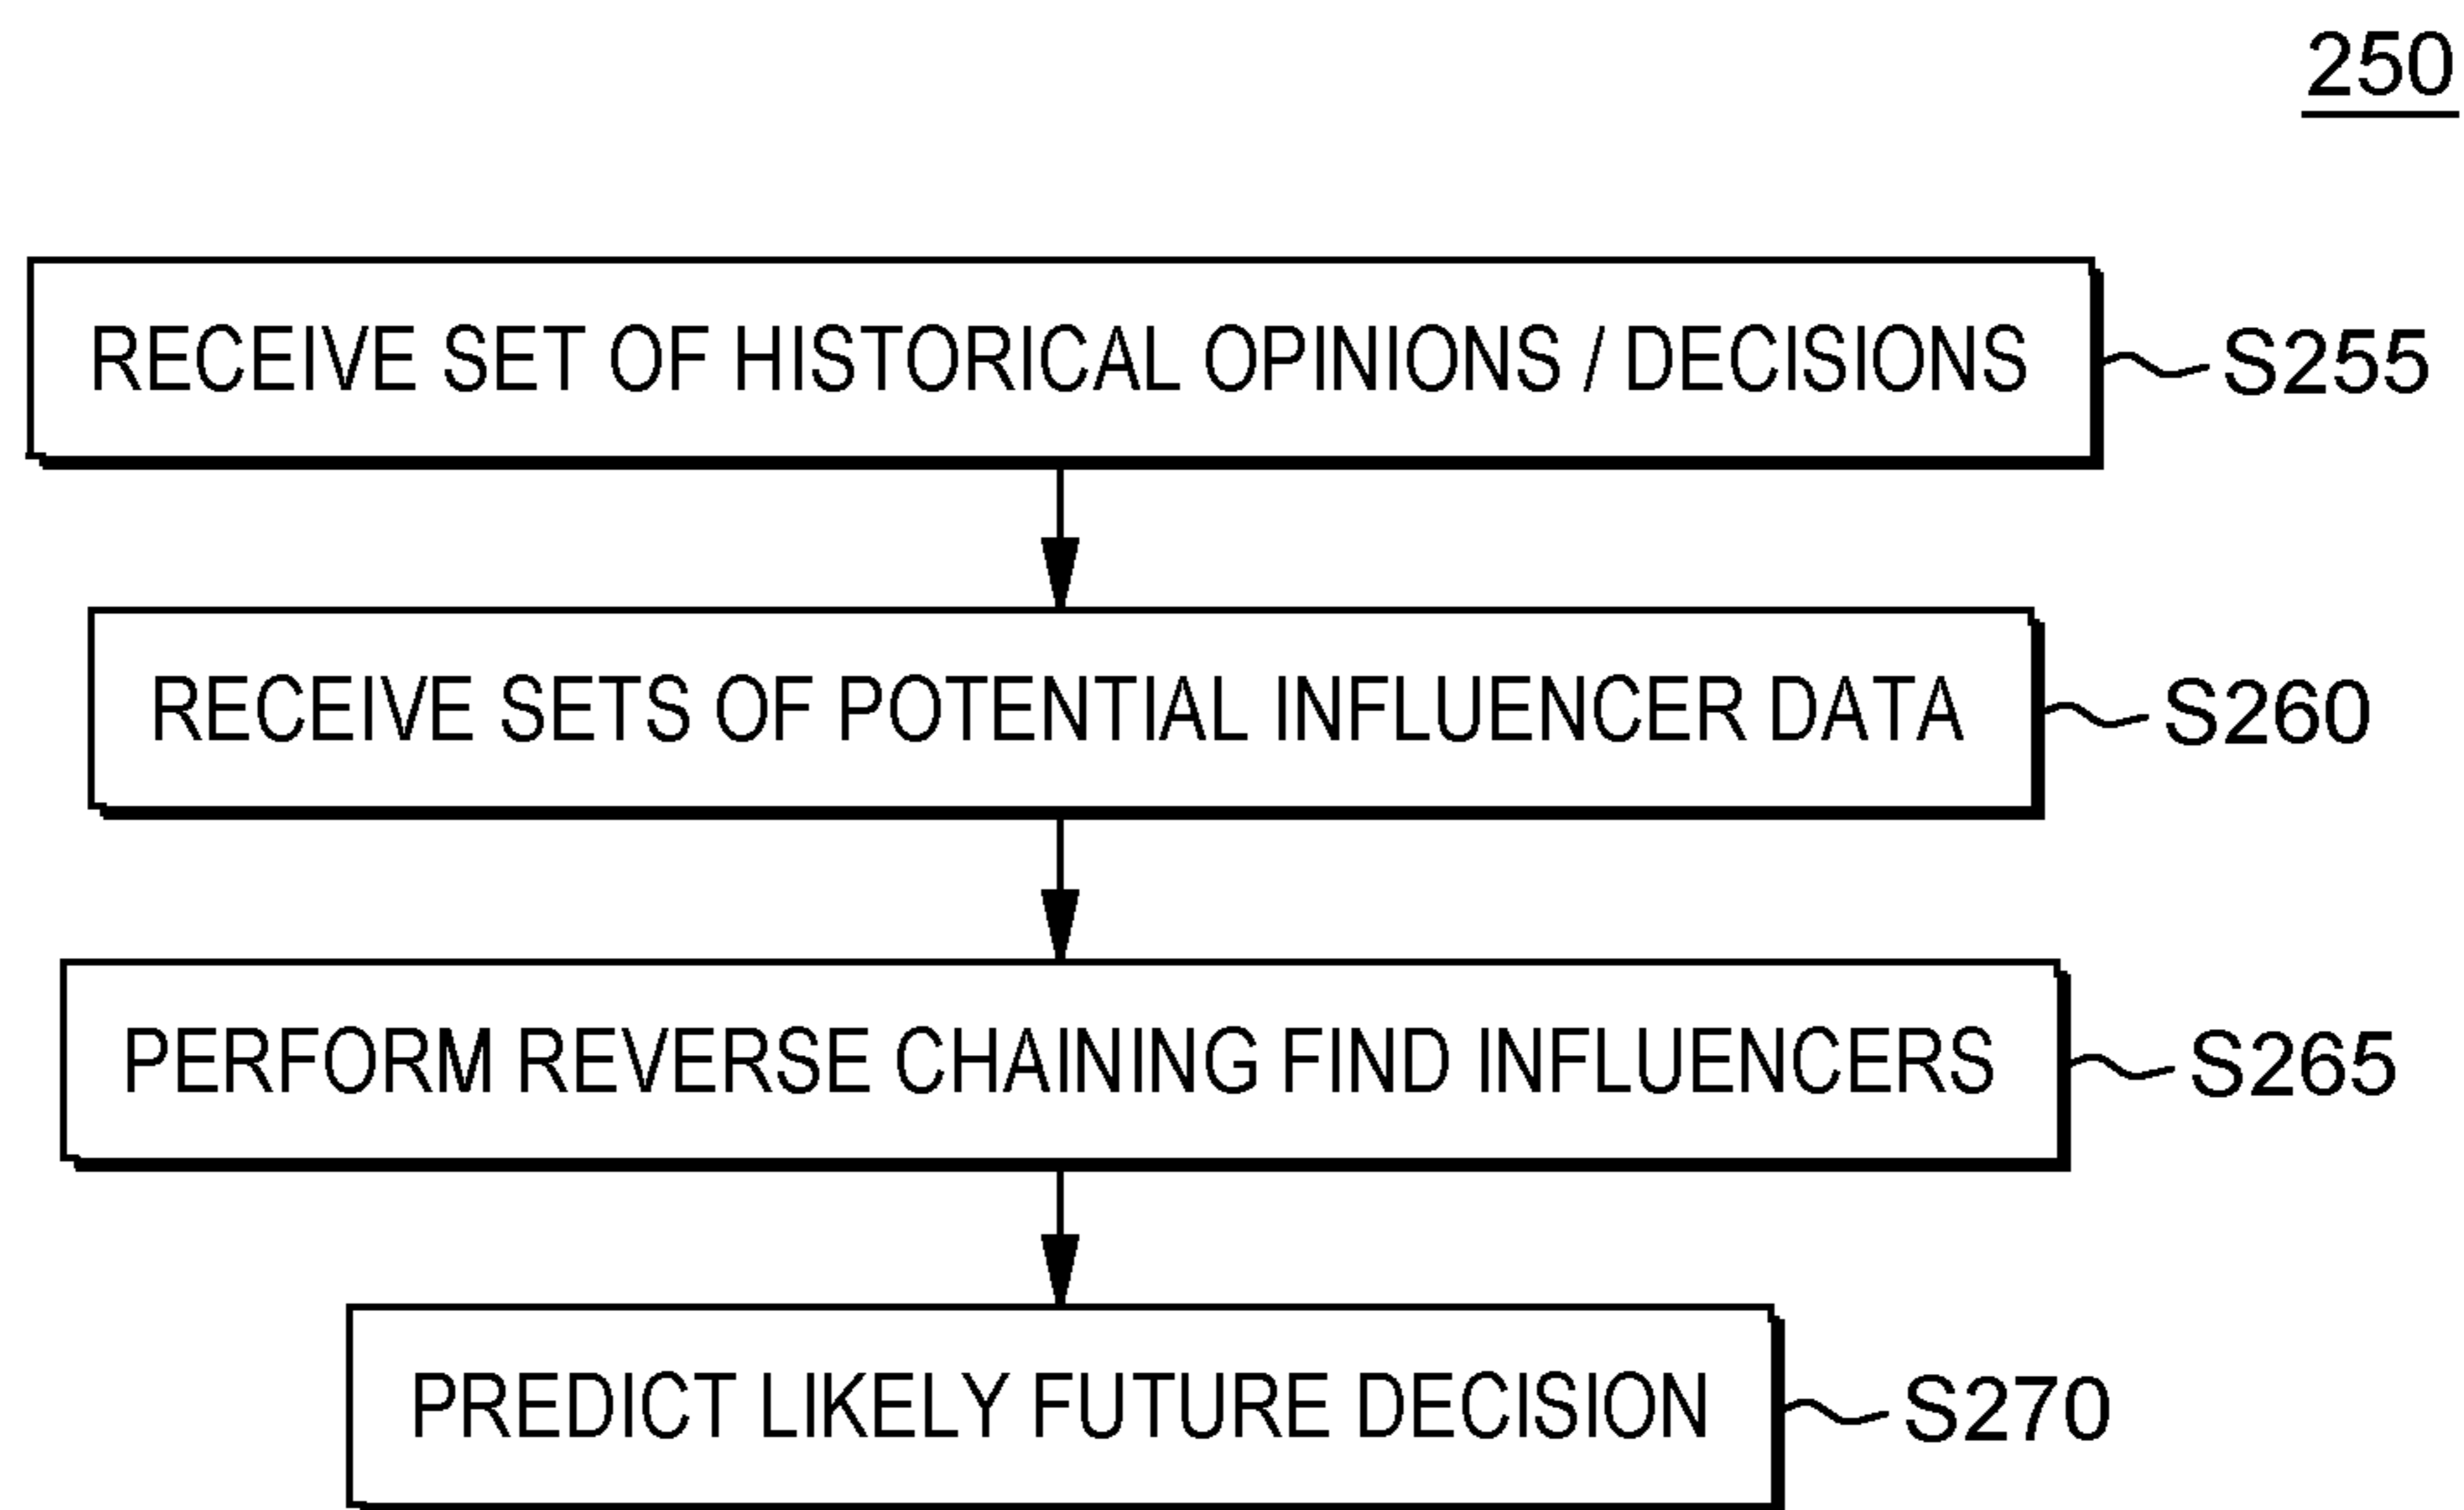 250
RECEIVE SET OF HISTORICAL OPINIONS / DECISIONS
S255
RECEIVE SETS OF POTENTIAL INFLUENCER DATA
S260
PERFORM REVERSE CHAINING FIND INFLUENCERS
S265
PREDICT LIKELY FUTURE DECISION
S270